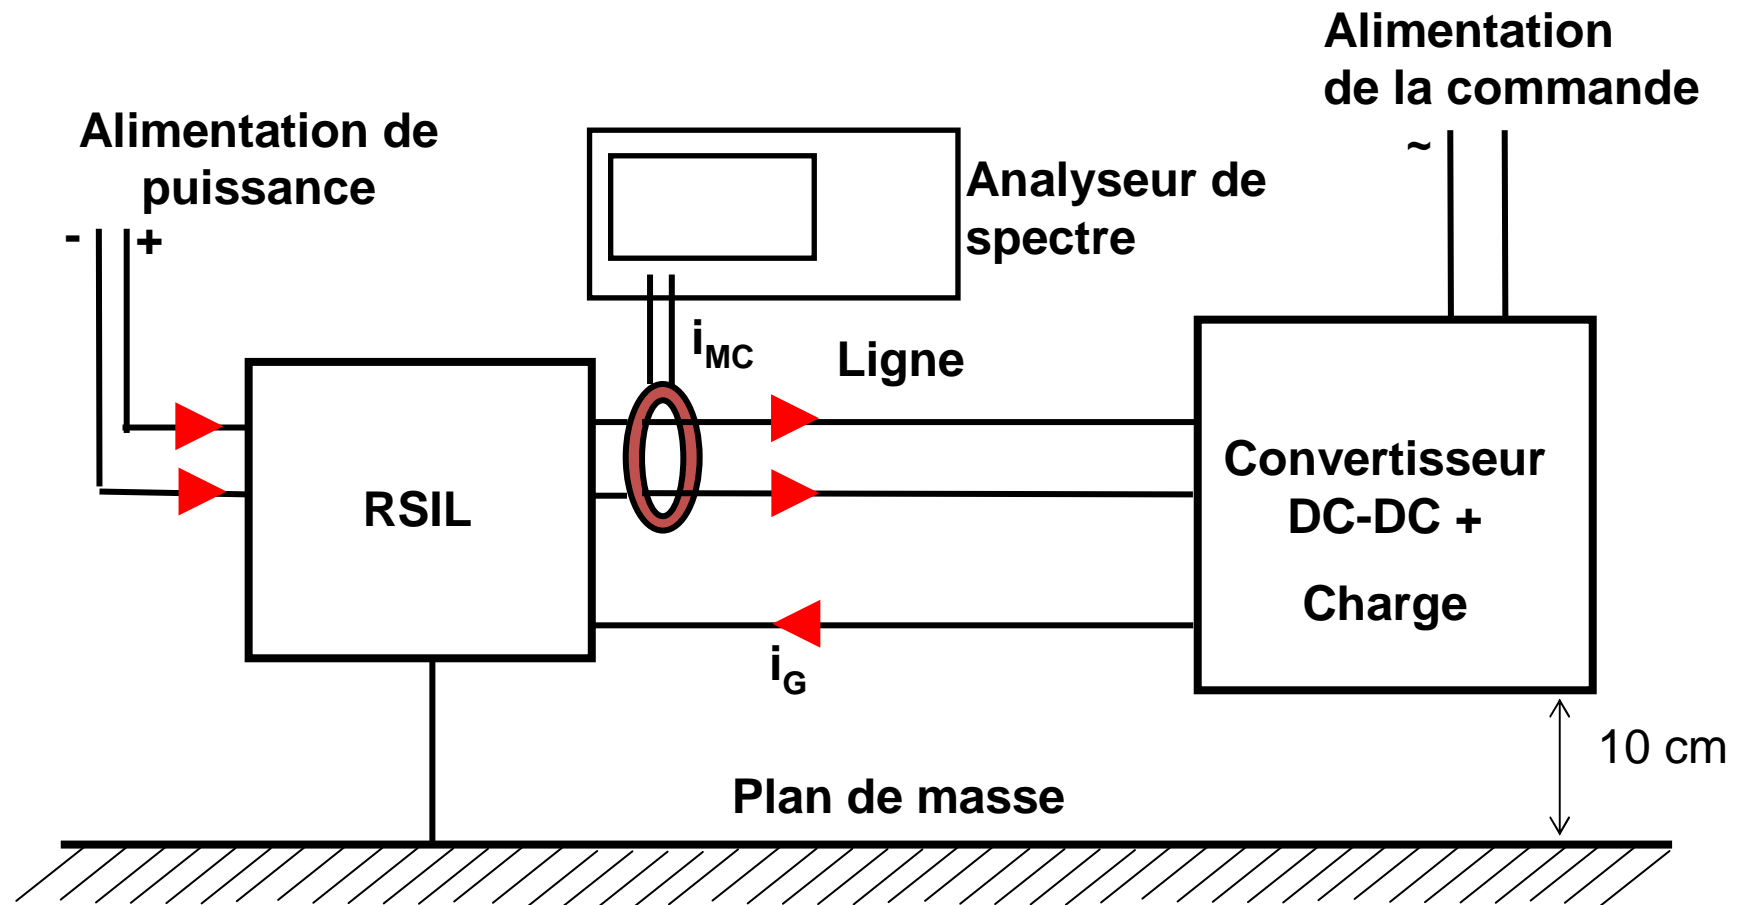 Alimentation
de la commande
~
Alimentation de
puissance
- +
Analyseur de
spectre
iMC
Ligne
RSIL
Convertisseur
DC-DC +
Charge
iG
10 cm
Plan de masse